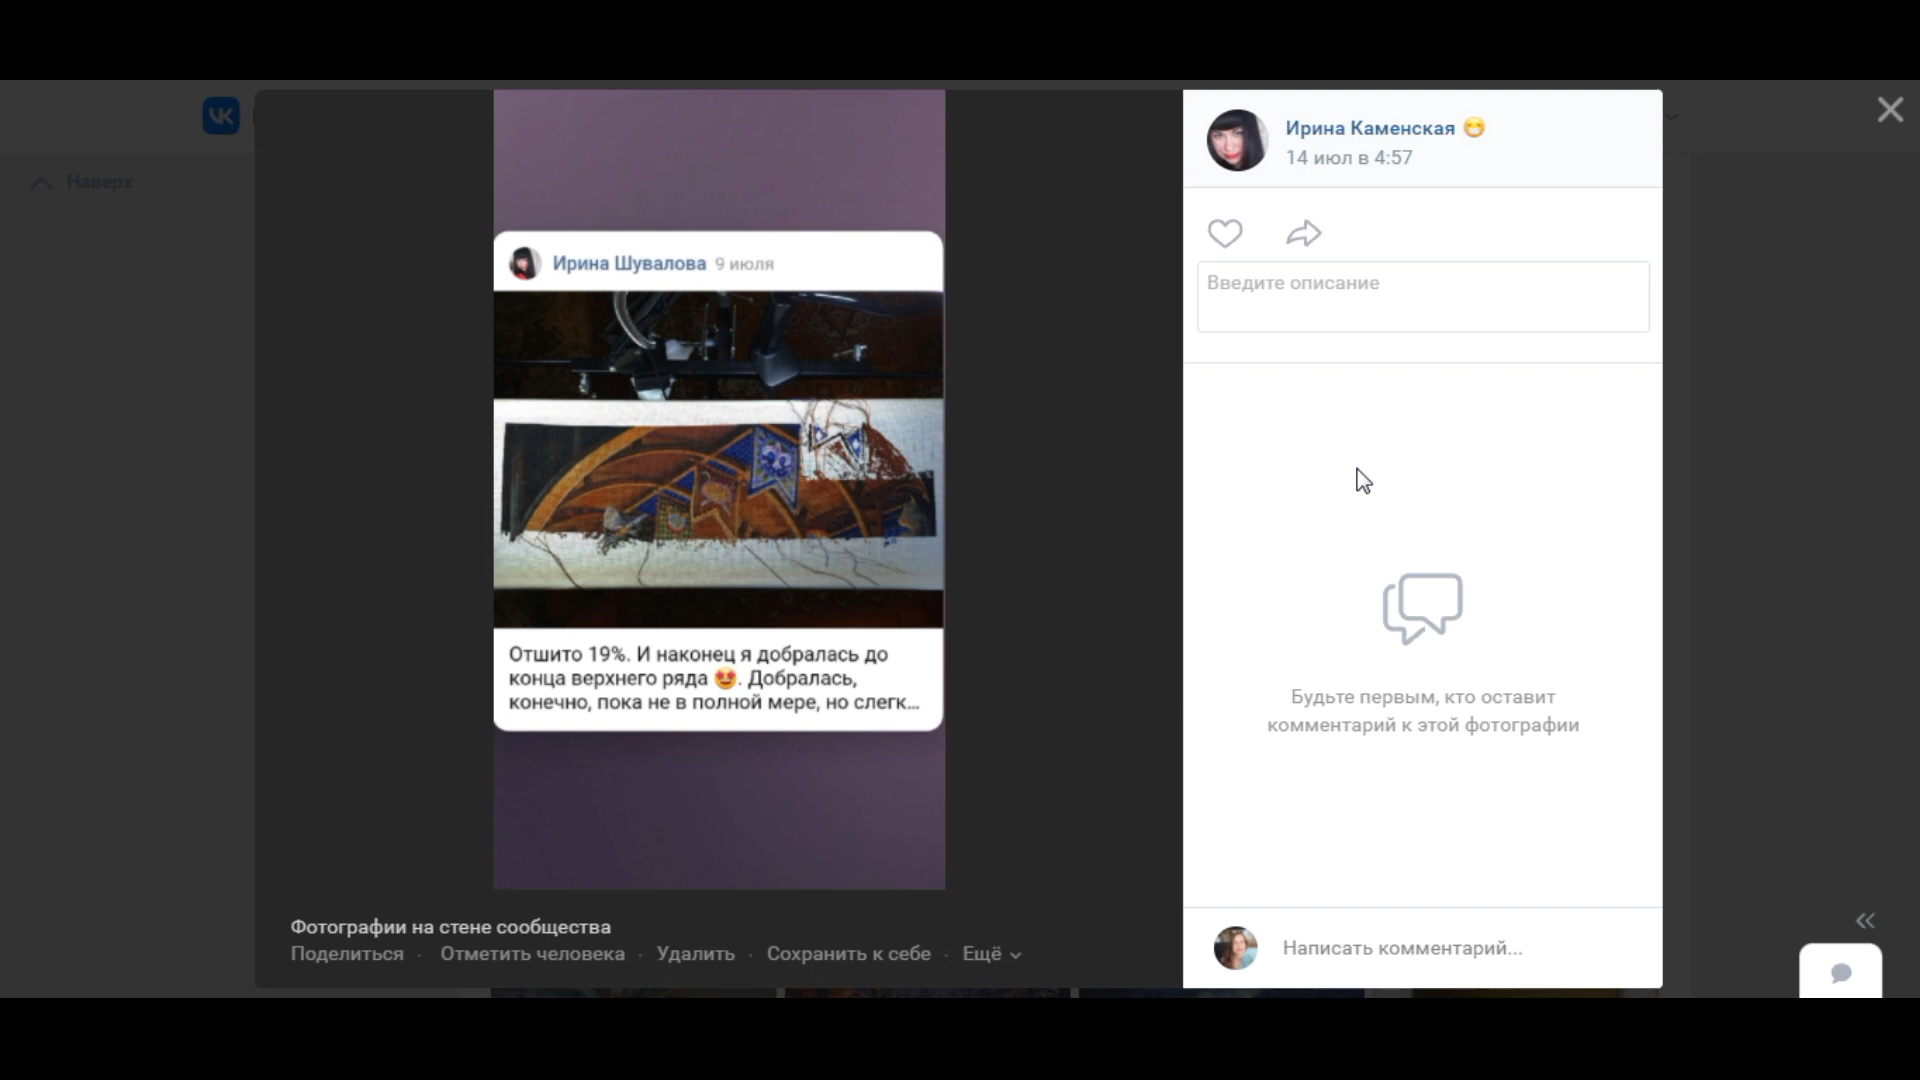 VK
Наверх
Ирина Шувалова 9 июля
Отшито 19%. И наконец я добралась до
конца верхнего ряда 😍. Добралась,
конечно, пока не в полной мере, но слегк...
Фотографии на стене сообщества
Поделиться · Отметить человека · Удалить · Сохранить к себе · Ещё
Ирина Каменская 😷
14 июл в 4:57
Введите описание
Будьте первым, кто оставит
комментарий к этой фотографии
Написать комментарий...